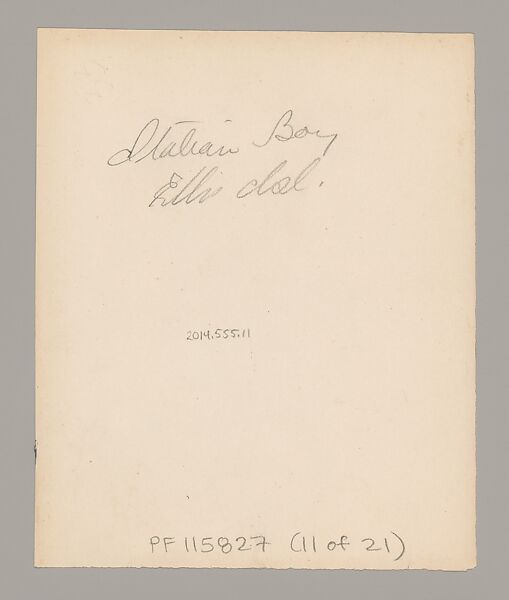 Italian Boy
Ellis Isl.
2014.555.11
PF 115827 (11 of 21)